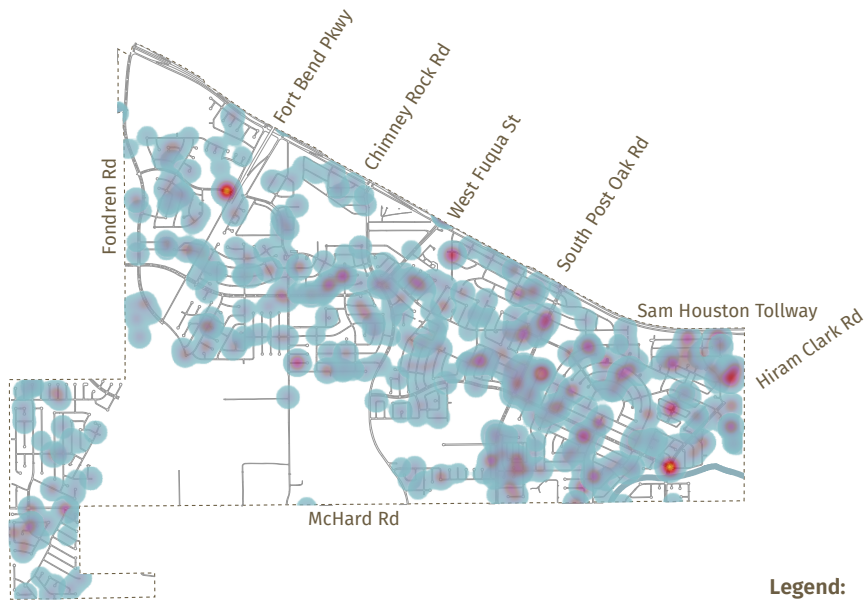 Fort Bend Pkwy
Chimney Rock Rd
West Fuqua St
South Post Oak Rd
Fondren Rd
Sam Houston Tollway
Hiram Clark Rd
McHard Rd
Legend: